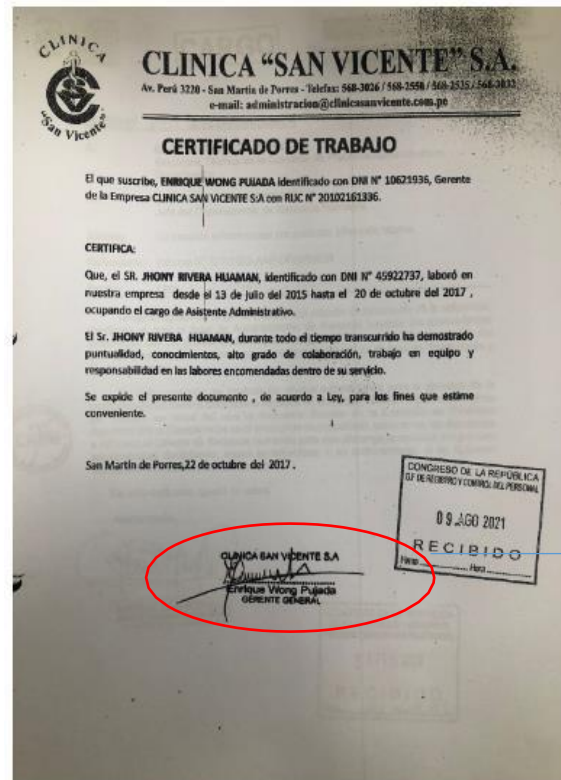 CLINICA
"San Vicente"
CLINICA "SAN VICENTE" S.A.
Av. Perú 3220 - San Martin de Porres - Telefax: 568-3026 / 568-2558 / 568-2535 / 568-3032
e-mail: administracion@clinicasanvicente.com.pe
CERTIFICADO DE TRABAJO
El que suscribe, ENRIQUE WONG PUJADA identificado con DNI N° 10621936, Gerente
de la Empresa CLINICA SAN VICENTE S:A con RUC N° 20102161336.
CERTIFICA:
Que, el SR. JHONY RIVERA HUAMAN, identificado con DNI N° 45922737, laboró en
nuestra empresa desde el 13 de julio del 2015 hasta el 20 de octubre del 2017 ,
ocupando el cargo de Asistente Administrativo.
El Sr. JHONY RIVERA HUAMAN, durante todo el tiempo transcurrido ha demostrado
puntualidad, conocimientos, alto grado de colaboración, trabajo en equipo y
responsabilidad en las labores encomendadas dentro de su servicio.
Se expide el presente documento , de acuerdo a Ley, para los fines que estime
conveniente.
San Martin de Porres,22 de octubre del 2017 .
CONGRESO DE LA REPÚBLICA
OF DE REGISTRO Y CONTROL DEL PERSONAL
09 AGO 2021
RECIBIDO
Hora
CLINICA SAN VICENTE S.A
Enrique Wong Pujada
GERENTE GENERAL